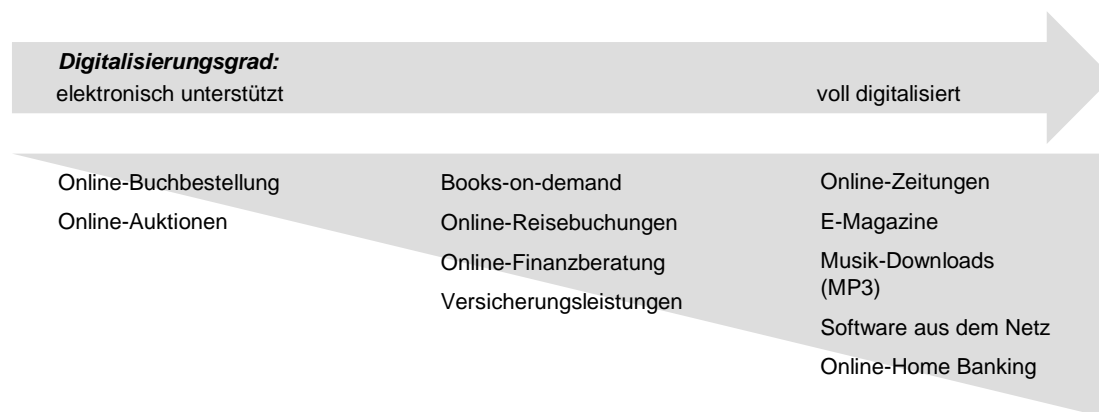 Digitalisierungsgrad:
elektronisch unterstützt
voll digitalisiert
Online-Buchbestellung
Online-Auktionen
Books-on-demand
Online-Reisebuchungen
Online-Finanzberatung
Versicherungsleistungen
Online-Zeitungen
E-Magazine
Musik-Downloads
(MP3)
Software aus dem Netz
Online-Home Banking